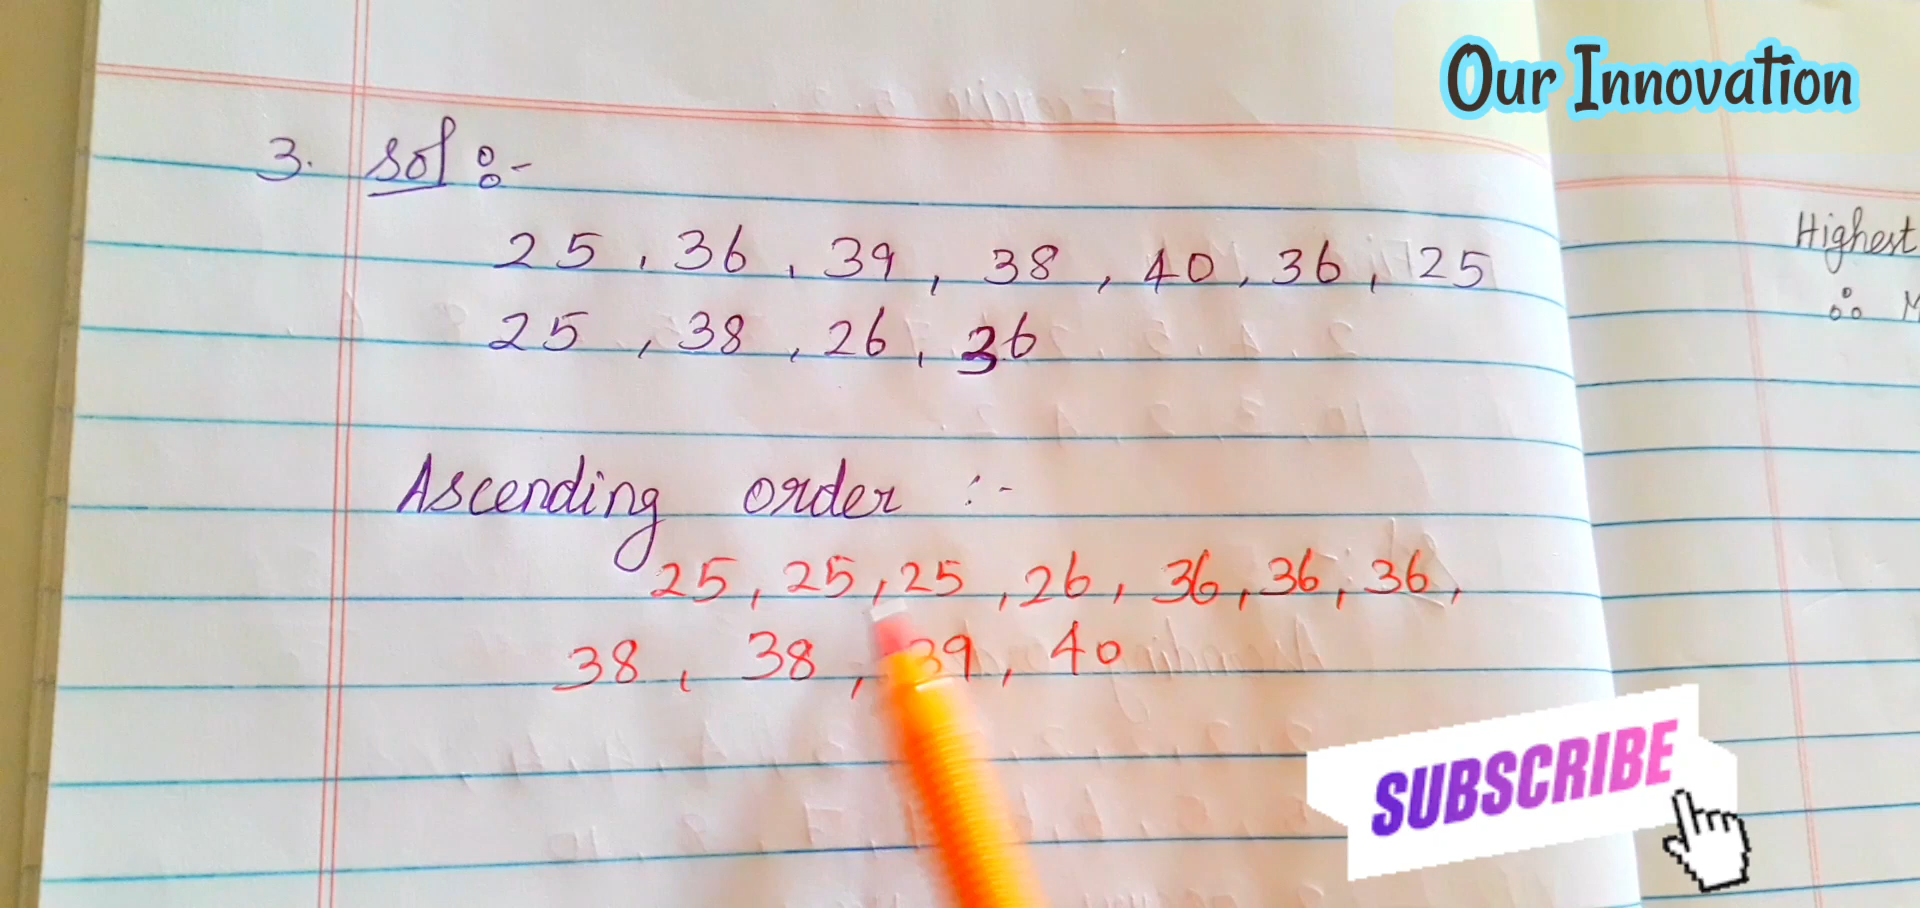 Our Innovation
3. Sol :-
25, 36, 39, 38, 40, 36, 25
25, 38, 26, 36
Ascending order :-
25, 25, 25, 26, 36, 36, 36,
38, 38, 39, 40
Highest
∴ M
SUBSCRIBE